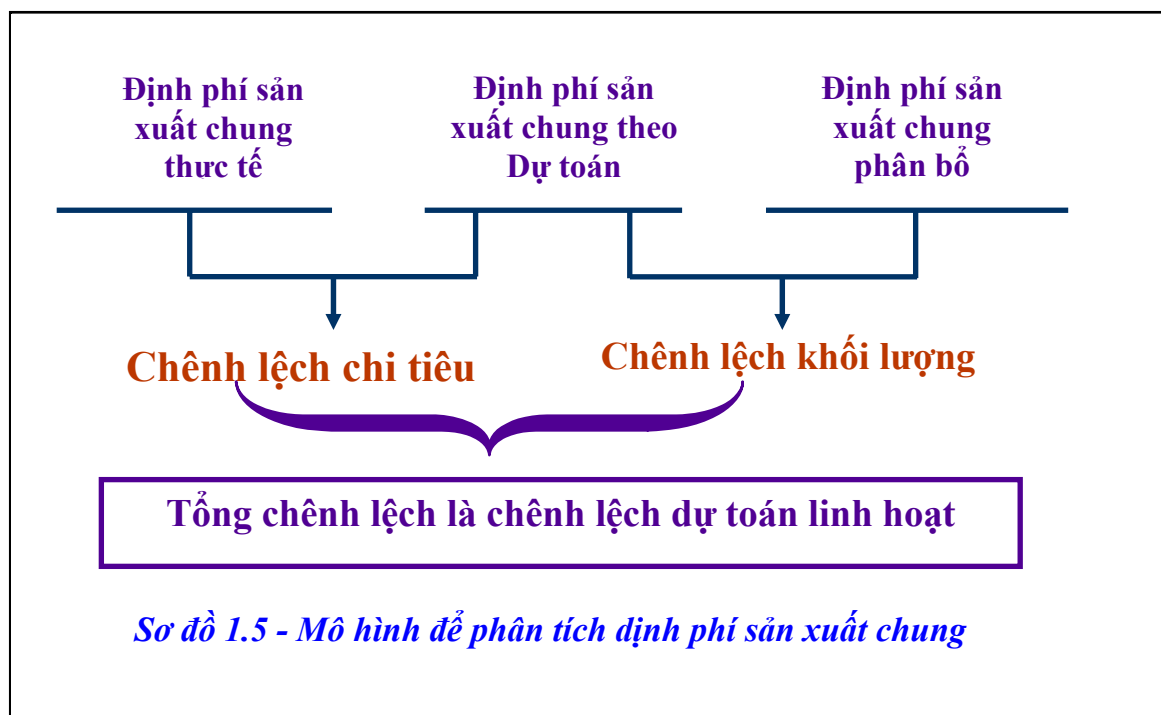 Định phí sản
xuất chung
thưc tế
Định phí sản
xuất chung theo
Dự toán
Định phí sản
xuất chung
phân bổ
Chênh lệch chi tiêu
Chênh lệch khối lượng
Tổng chênh lệch là chênh lệch dự toán linh hoạt
Sơ đồ 1.5 - Mô hình để phân tích dịnh phí sản xuất chung